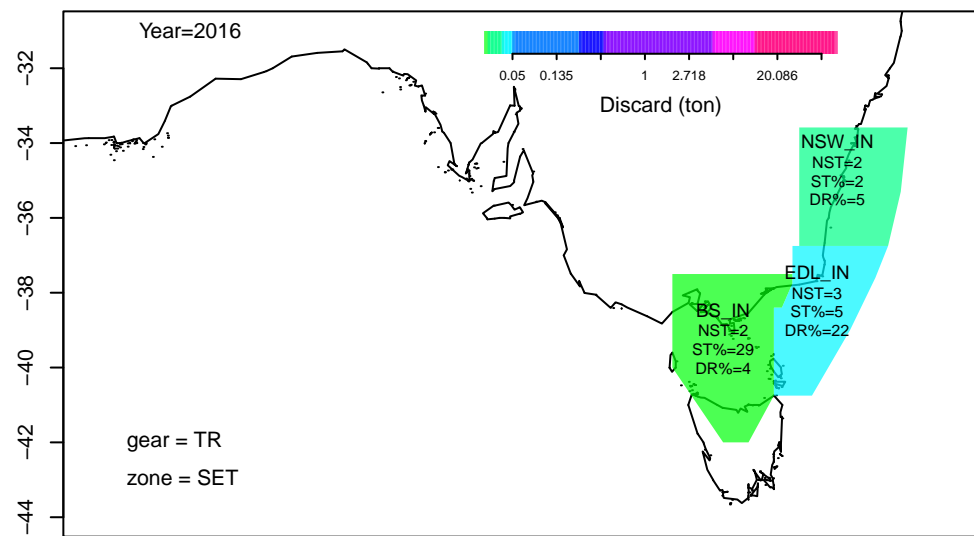 Year=2016
0.05 0.135 1 2.718 20.086
Discard (ton)
−32
−34
−36
−38
−40
−42
−44
NSW_IN
NST=2
ST%=2
DR%=5
EDL_IN
NST=3
ST%=5
DR%=22
BS_IN
NST=2
ST%=29
DR%=4
gear = TR
zone = SET